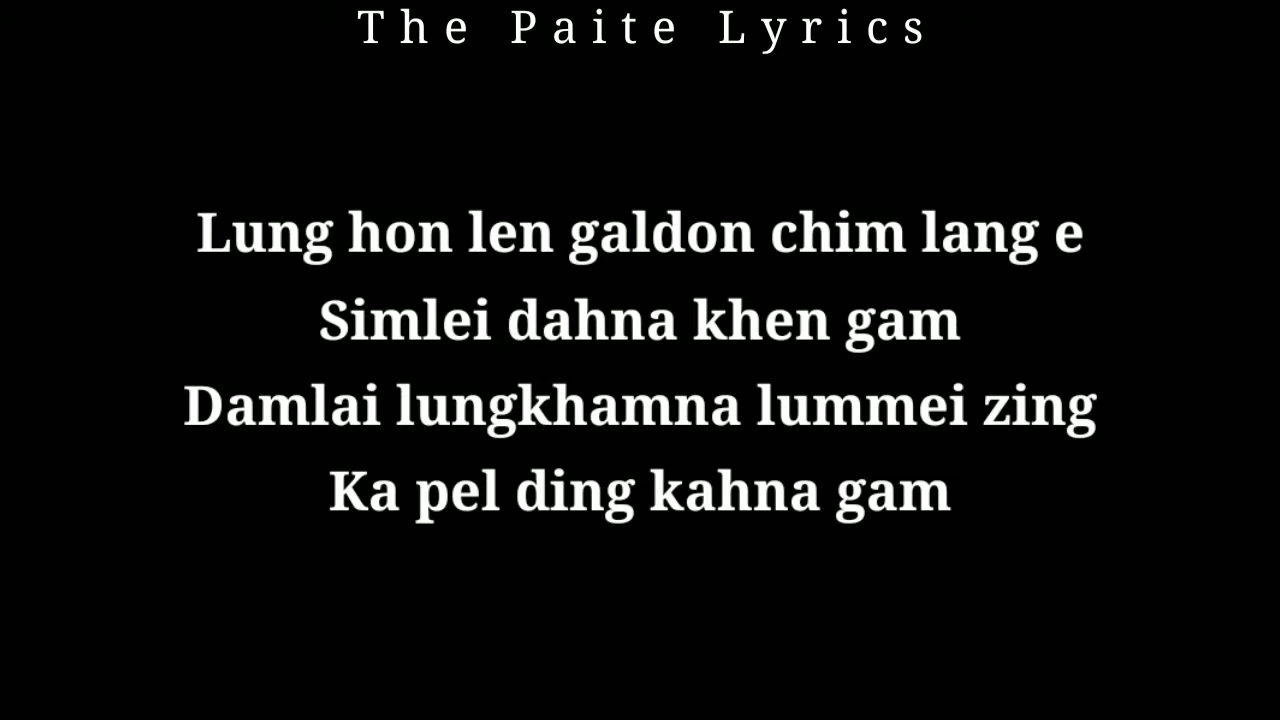 The Paite Lyrics
Lung hon len galdon chim lang e
Simlei dahna khen gam
Damlai lungkhamna lummei zing
Ka pel ding kahna gam